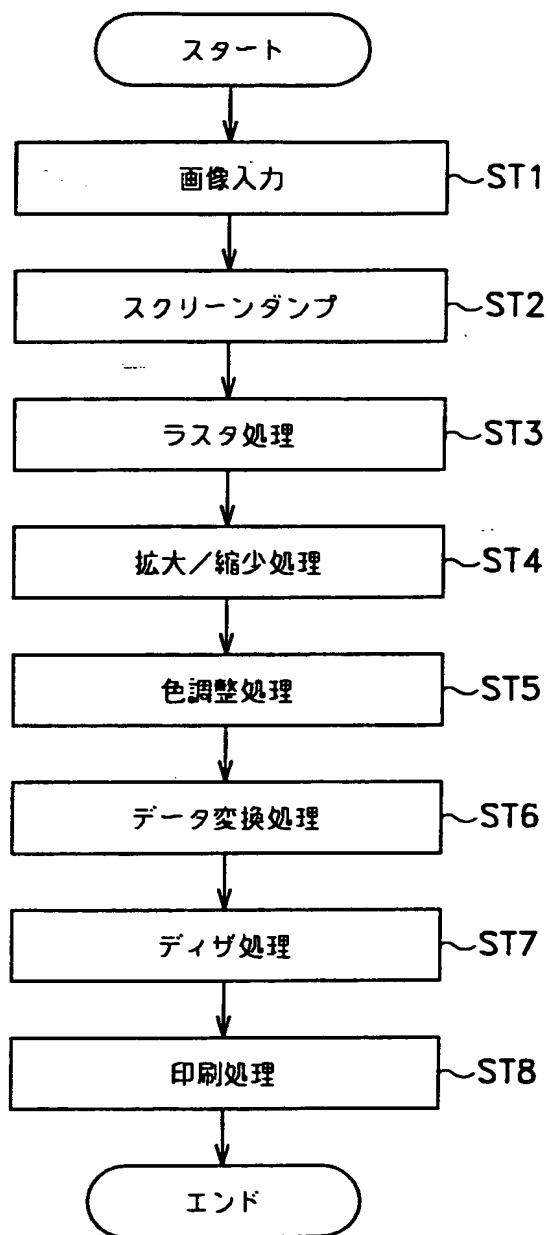 スタート
画像入力 ST1
スクリーンダンプ ST2
ラスタ処理 ST3
拡大／縮少処理 ST4
色調整処理 ST5
データ変換処理 ST6
ディザ処理 ST7
印刷処理 ST8
エンド